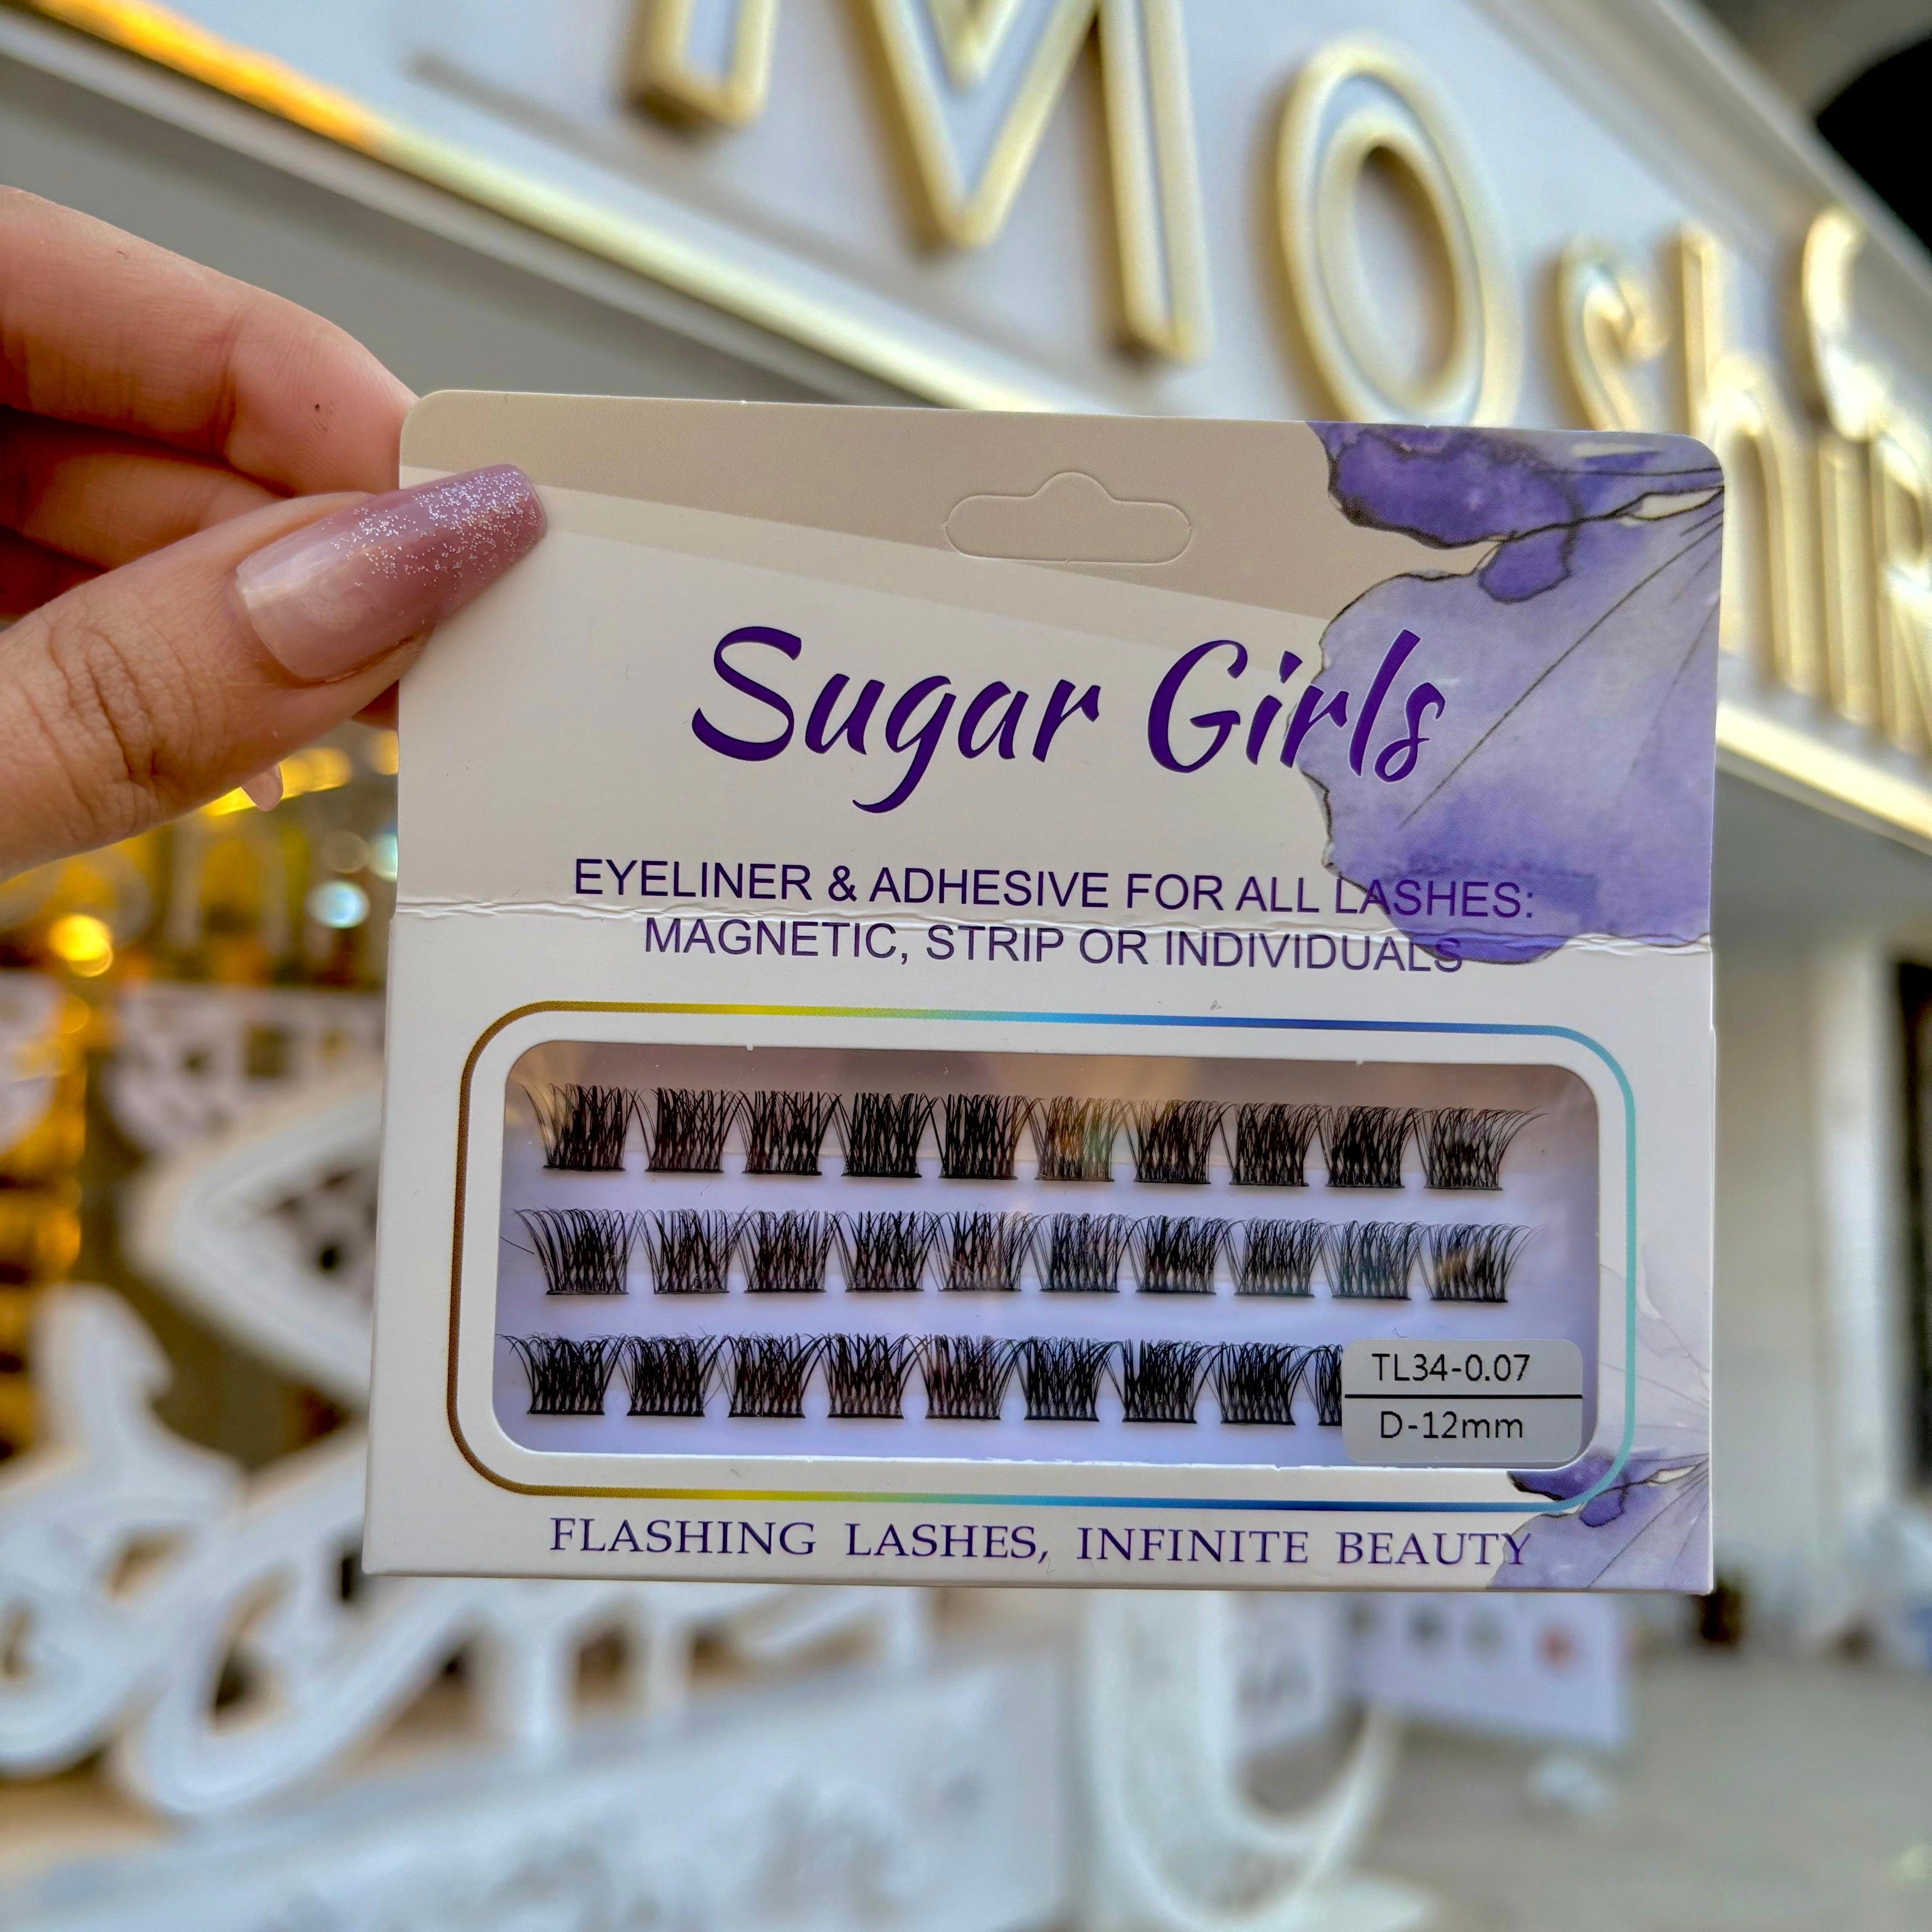 Sugar Girls
EYELINER & ADHESIVE FOR ALL LASHES:
MAGNETIC, STRIP OR INDIVIDUALS
TL34-0.07
D-12mm
FLASHING LASHES, INFINITE BEAUTY